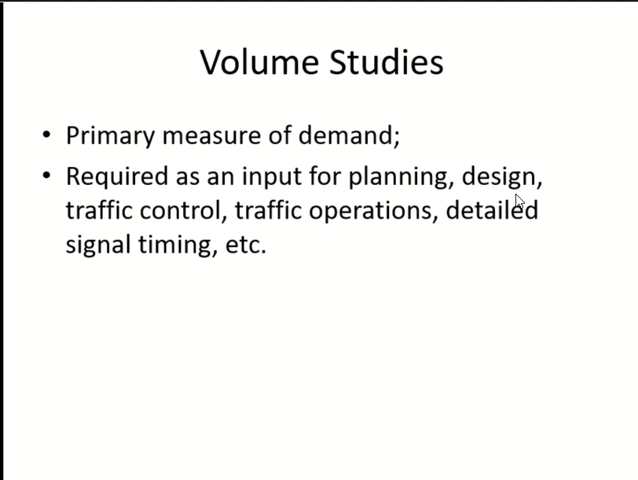 Volume Studies
• Primary measure of demand;
• Required as an input for planning, design,
traffic control, traffic operations, detailed
signal timing, etc.